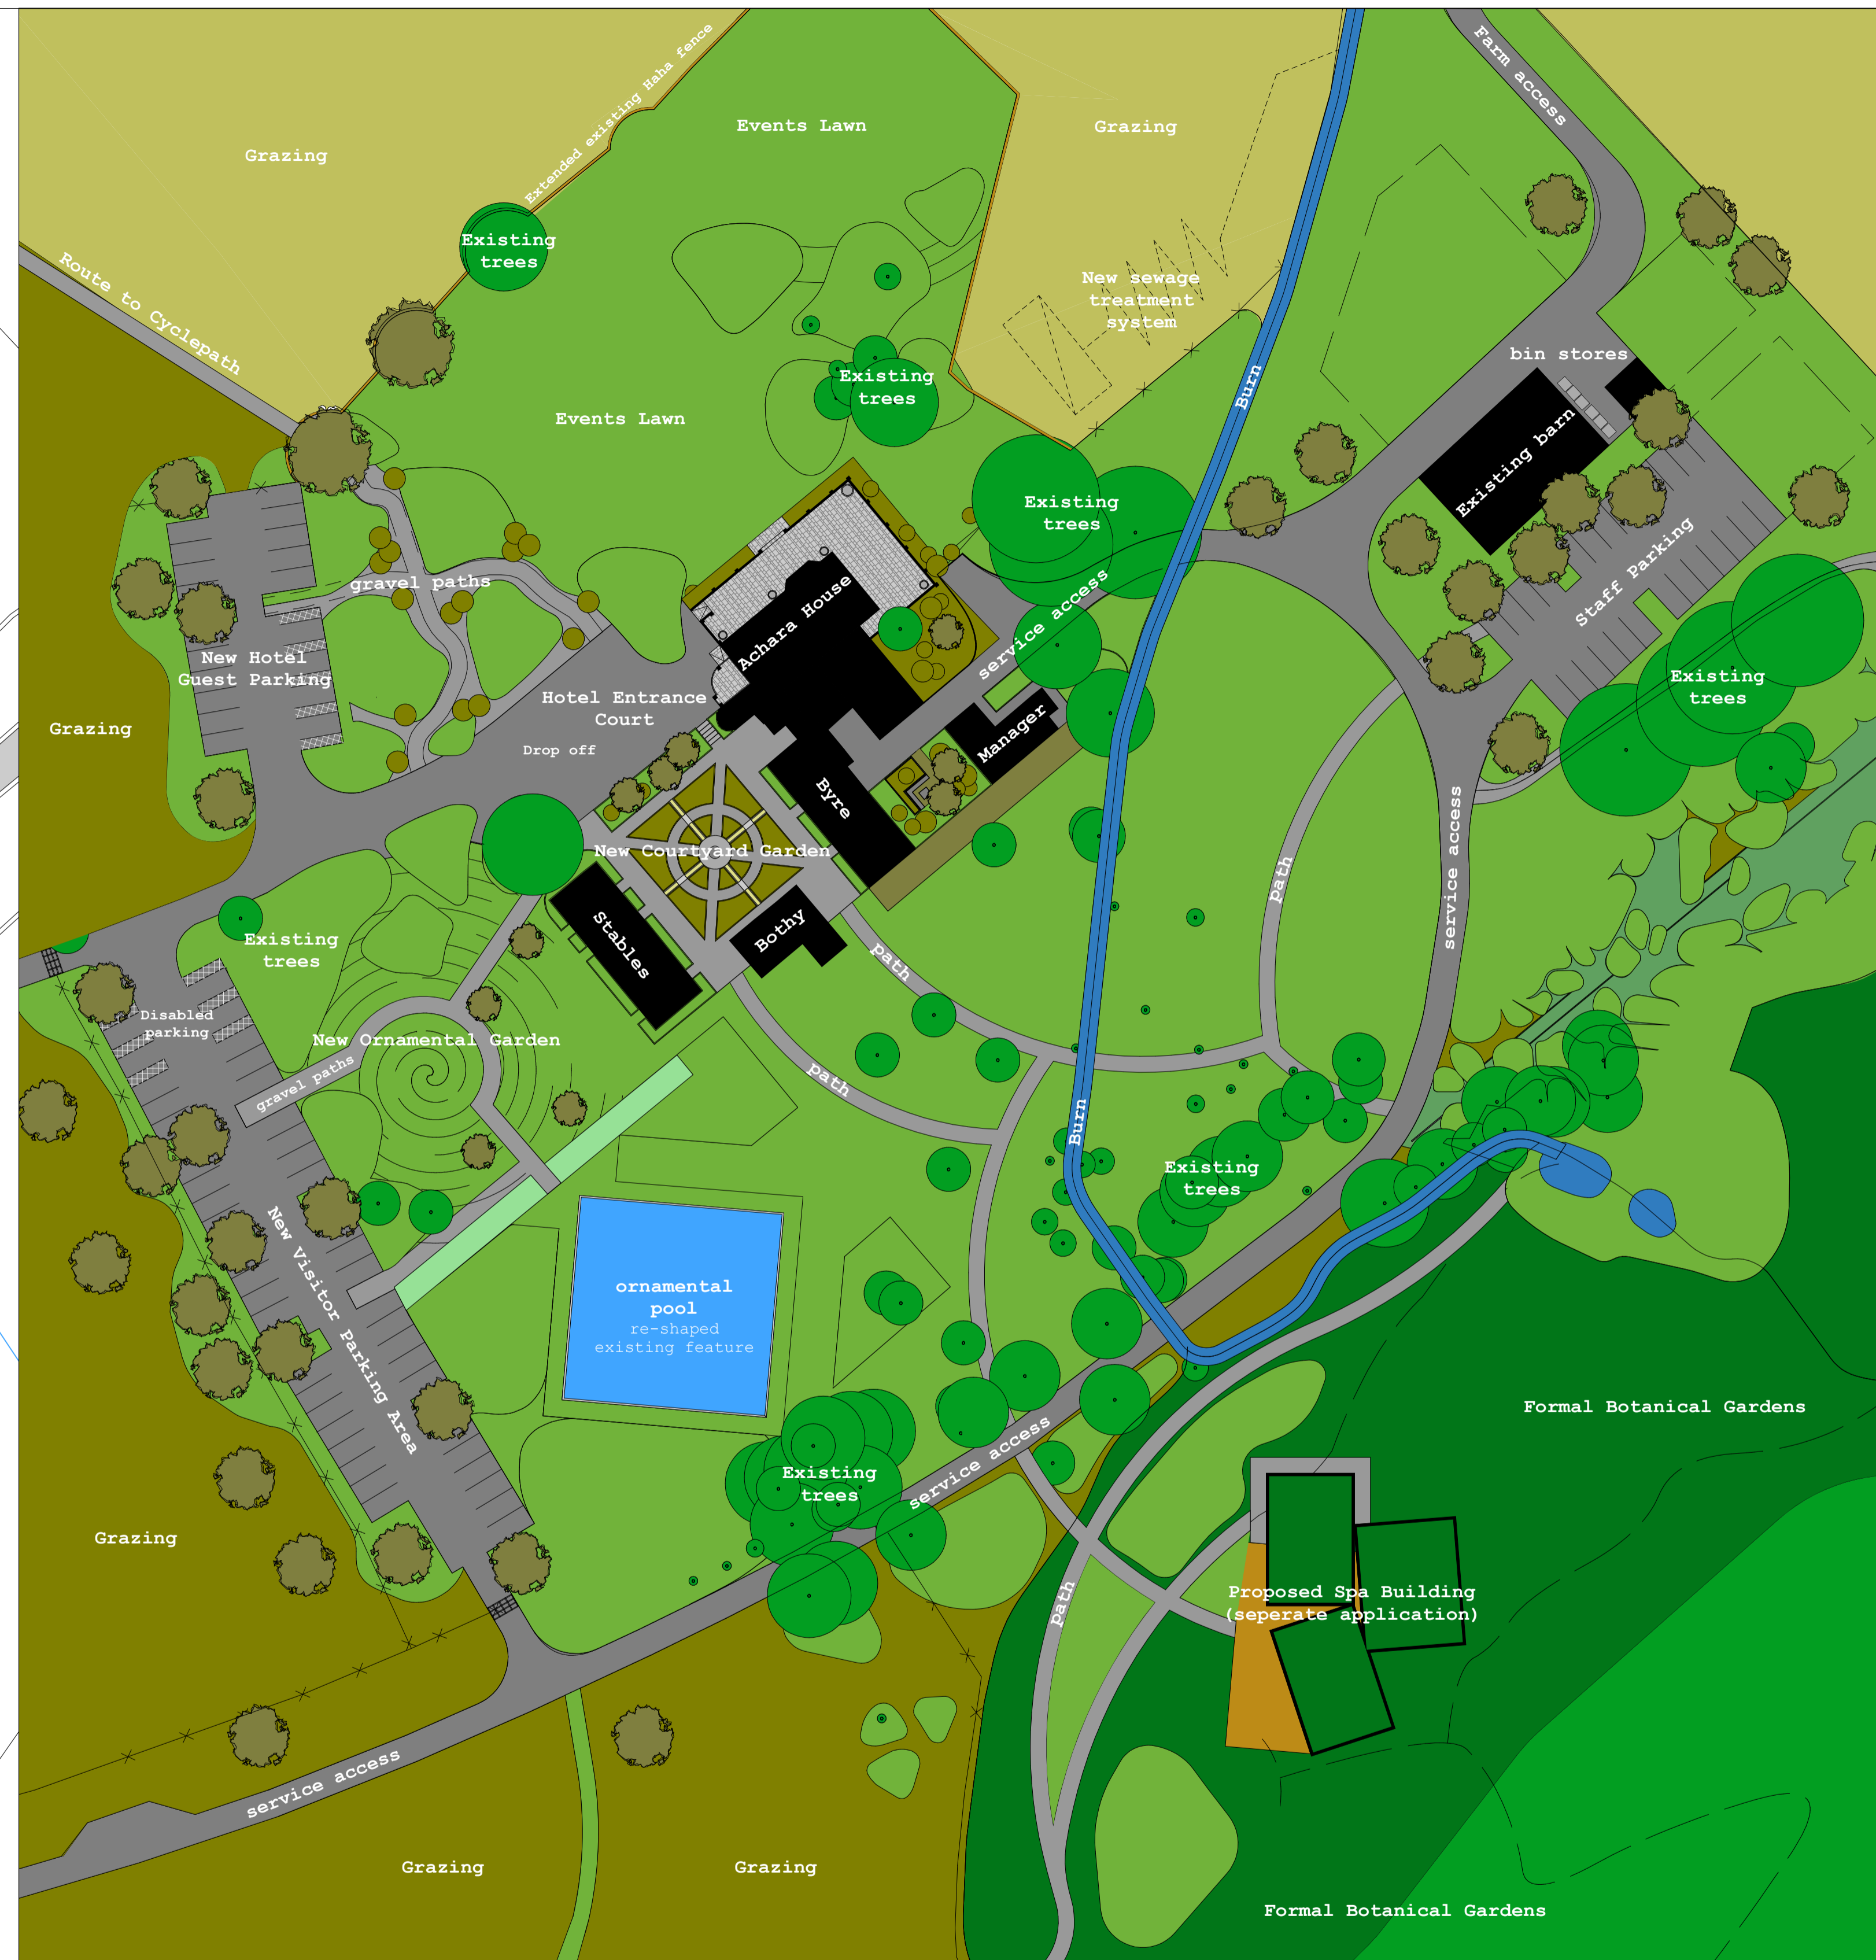 Farm access
Extended existing Haha fence
Events Lawn
Grazing
Grazing
Existing
trees
Route to Cyclepath
New sewage
treatment
system
bin stores
Existing
trees
Burn
Events Lawn
Existing barn
Existing
trees
Staff Parking
gravel paths
Achara House
service access
New Hotel
Guest Parking
Existing
trees
Hotel Entrance
Court
Grazing
Manager
Drop off
Byre
New Courtyard Garden
path
service access
Existing
trees
Stables
Bothy
path
Disabled
parking
New Ornamental Garden
gravel paths
path
Burn
Existing
trees
New Visitor Parking Area
ornamental
pool
re-shaped
existing feature
Formal Botanical Gardens
Existing
trees
service access
Grazing
path
Proposed Spa Building
(seperate application)
service access
Grazing
Grazing
Formal Botanical Gardens